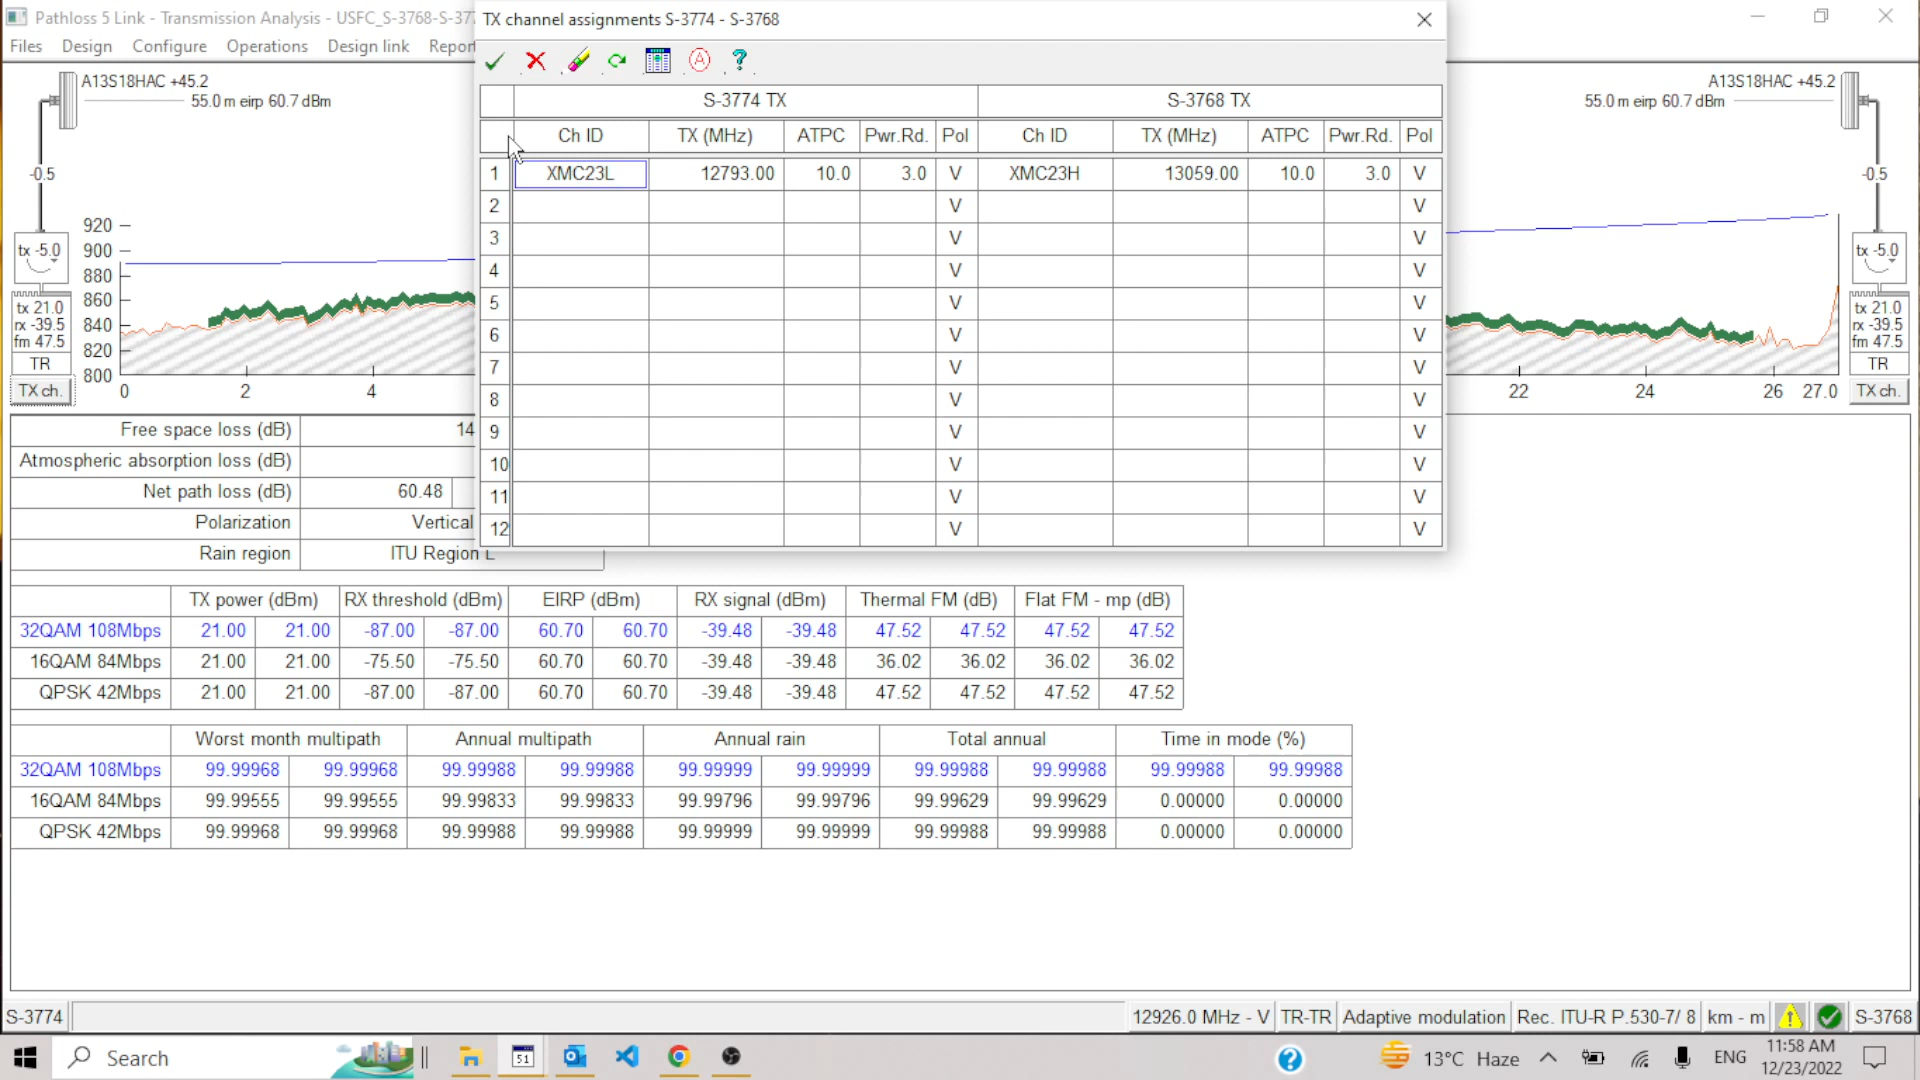 Pathloss 5 Link - Transmission Analysis - USFC_S-3768-S-377
TX channel assignments S-3774 - S-3768
Files Design Configure Operations Design link Report
A13S18HAC +45.2
55.0 m eirp 60.7 dBm
A13S18HAC +45.2
55.0 m eirp 60.7 dBm
S-3774 TX S-3768 TX
Ch ID TX (MHz) ATPC Pwr.Rd. Pol Ch ID TX (MHz) ATPC Pwr.Rd. Pol
1 XMC23L 12793.00 10.0 3.0 V XMC23H 13059.00 10.0 3.0 V
2 V V
3 V V
4 V V
5 V V
6 V V
7 V V
8 V V
9 V V
10 V V
11 V V
12 V V
-0.5
tx -5.0
tx 21.0
rx -39.5
fm 47.5
TR
TX ch.
920
900
880
860
840
820
800
0 2 4 22 24 26 27.0
-0.5
tx -5.0
tx 21.0
rx -39.5
fm 47.5
TR
TX ch.
Free space loss (dB) 14
Atmospheric absorption loss (dB)
Net path loss (dB) 60.48
Polarization Vertical
Rain region ITU Region L
TX power (dBm) RX threshold (dBm) EIRP (dBm) RX signal (dBm) Thermal FM (dB) Flat FM - mp (dB)
32QAM 108Mbps 21.00 21.00 -87.00 -87.00 60.70 60.70 -39.48 -39.48 47.52 47.52 47.52 47.52
16QAM 84Mbps 21.00 21.00 -75.50 -75.50 60.70 60.70 -39.48 -39.48 36.02 36.02 36.02 36.02
QPSK 42Mbps 21.00 21.00 -87.00 -87.00 60.70 60.70 -39.48 -39.48 47.52 47.52 47.52 47.52
Worst month multipath Annual multipath Annual rain Total annual Time in mode (%)
32QAM 108Mbps 99.99968 99.99968 99.99988 99.99988 99.99999 99.99999 99.99988 99.99988 99.99988 99.99988
16QAM 84Mbps 99.99555 99.99555 99.99833 99.99833 99.99796 99.99796 99.99629 99.99629 0.00000 0.00000
QPSK 42Mbps 99.99968 99.99968 99.99988 99.99988 99.99999 99.99999 99.99988 99.99988 0.00000 0.00000
S-3774 12926.0 MHz - V TR-TR Adaptive modulation Rec. ITU-R P.530-7/ 8 km - m S-3768
Search 51 13°C Haze ENG 11:58 AM
12/23/2022